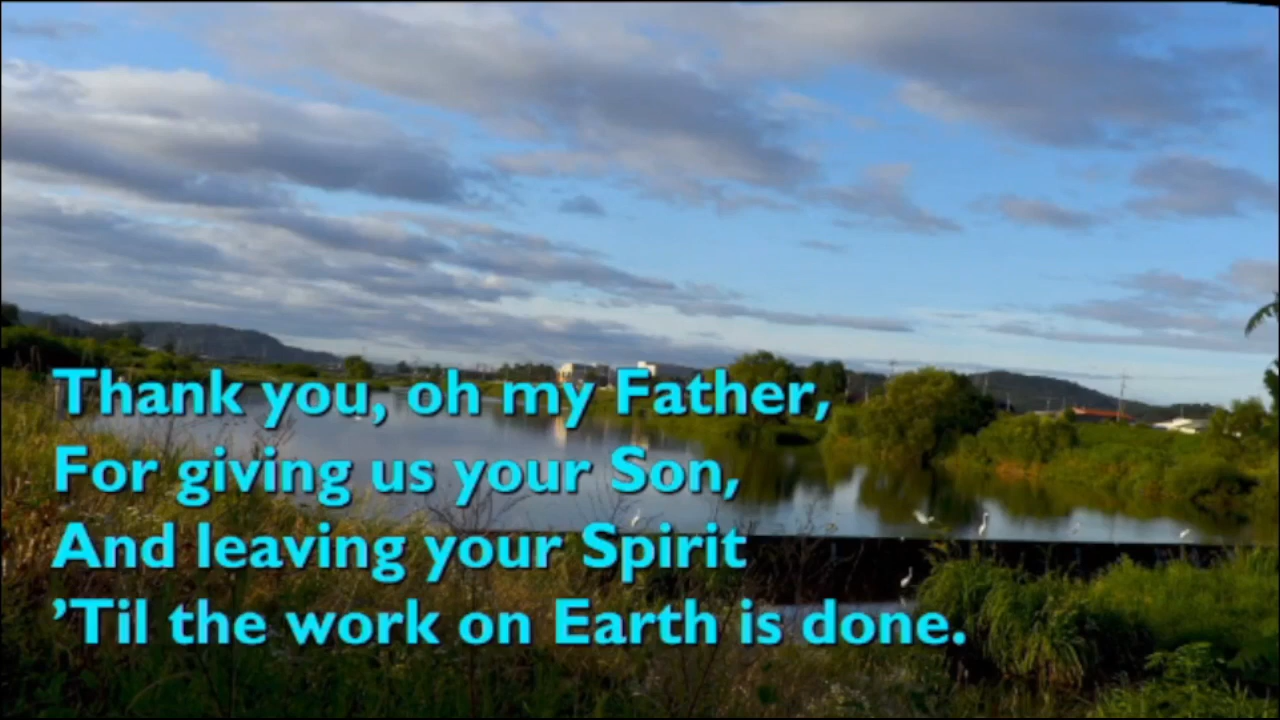 Thank you, oh my Father,
For giving us your Son,
And leaving your Spirit
’Til the work on Earth is done.